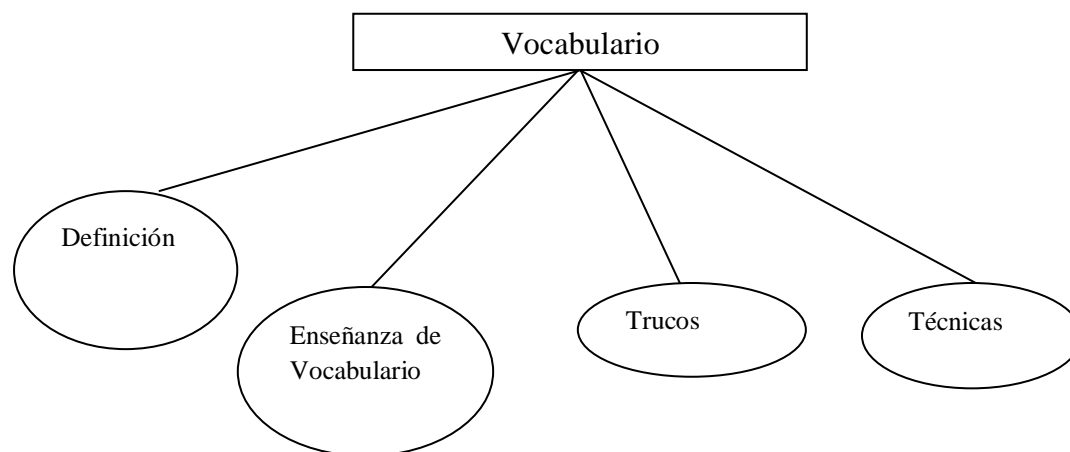 Vocabulario
Definición
Enseñanza de
Vocabulario
Trucos
Técnicas